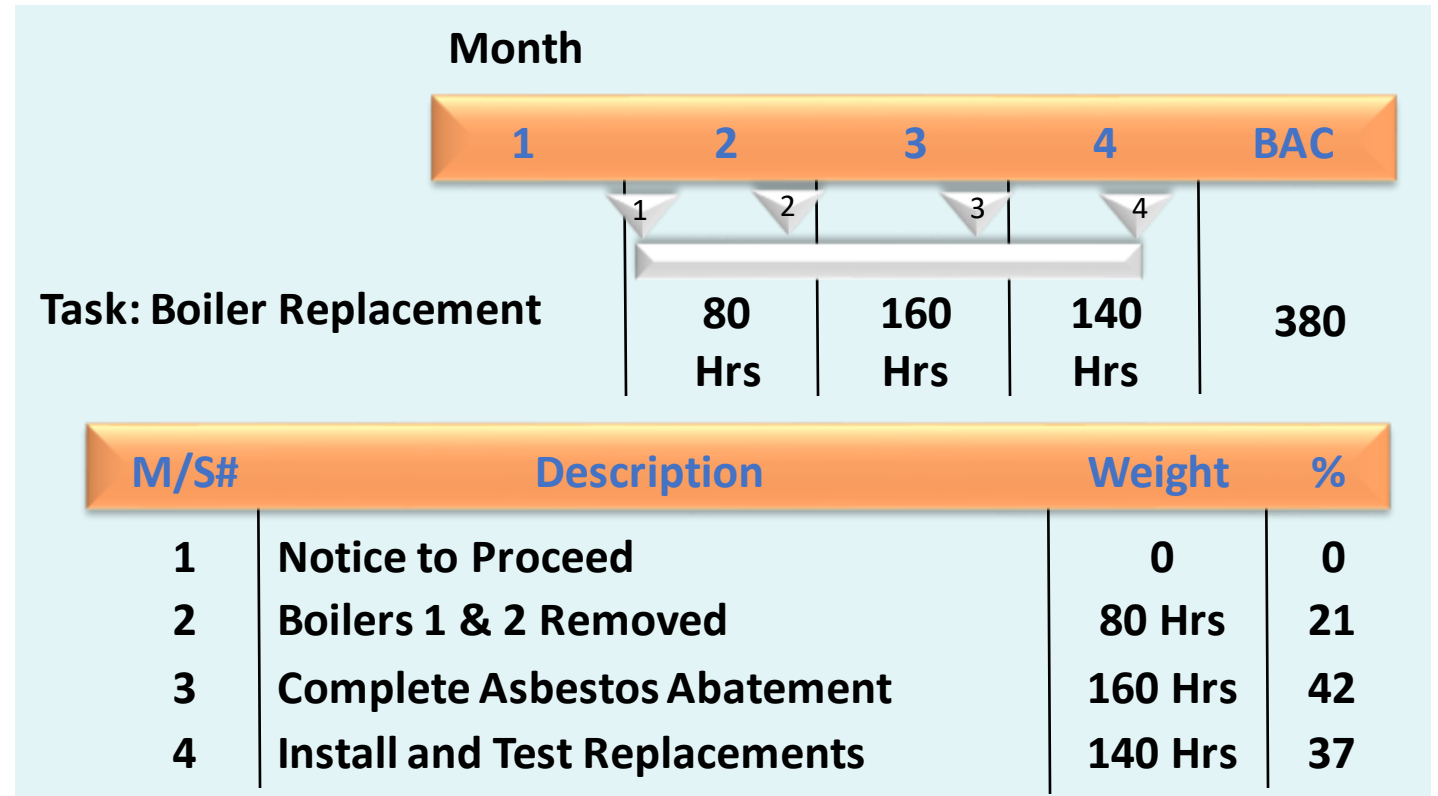 Month
1 2 3 4 BAC
1 2 3 4
Task: Boiler Replacement 80 160 140 380
Hrs Hrs Hrs
M/S# Description Weight %
1 Notice to Proceed 0 0
2 Boilers 1 & 2 Removed 80 Hrs 21
3 Complete Asbestos Abatement 160 Hrs 42
4 Install and Test Replacements 140 Hrs 37